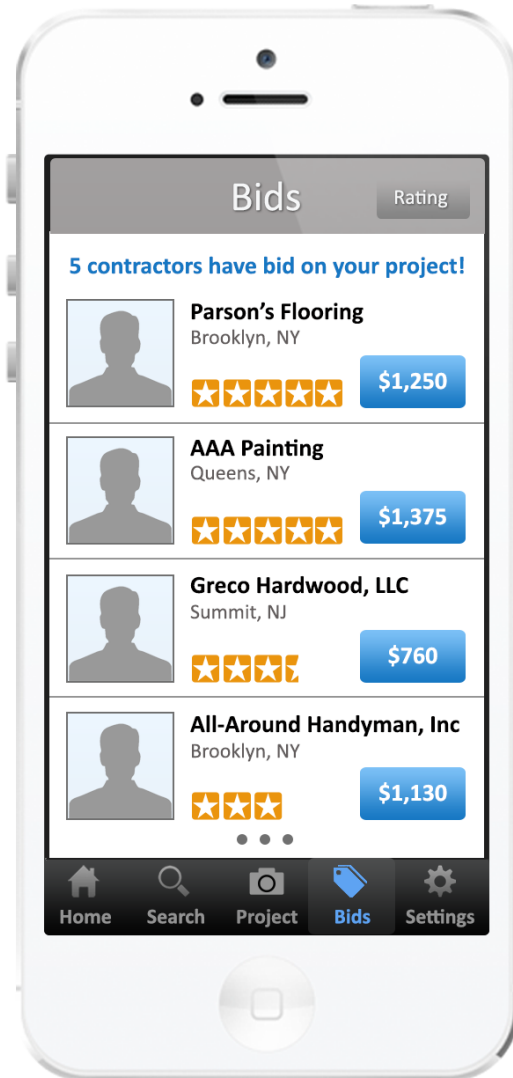 Bids
Rating
5 contractors have bid on your project!
Parson's Flooring
Brooklyn, NY
$1,250
AAA Painting
Queens, NY
$1,375
Greco Hardwood, LLC
Summit, NJ
$760
All-Around Handyman, Inc
Brooklyn, NY
$1,130
Home Search Project Bids Settings